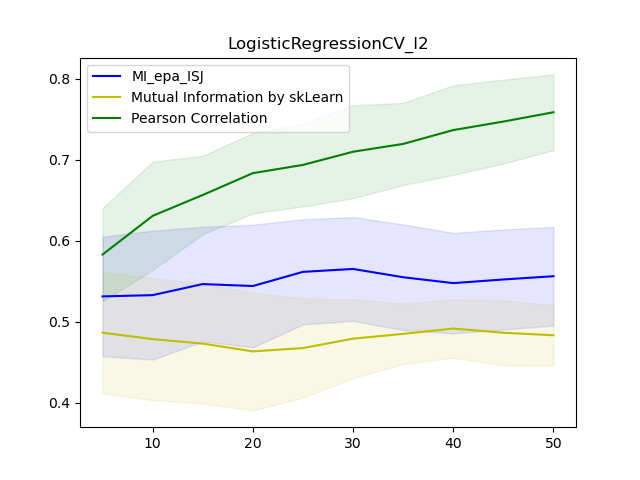 LogisticRegressionCV_l2
MI_epa_ISJ
Mutual Information by skLearn
Pearson Correlation
0.8
0.7
0.6
0.5
0.4
10 20 30 40 50